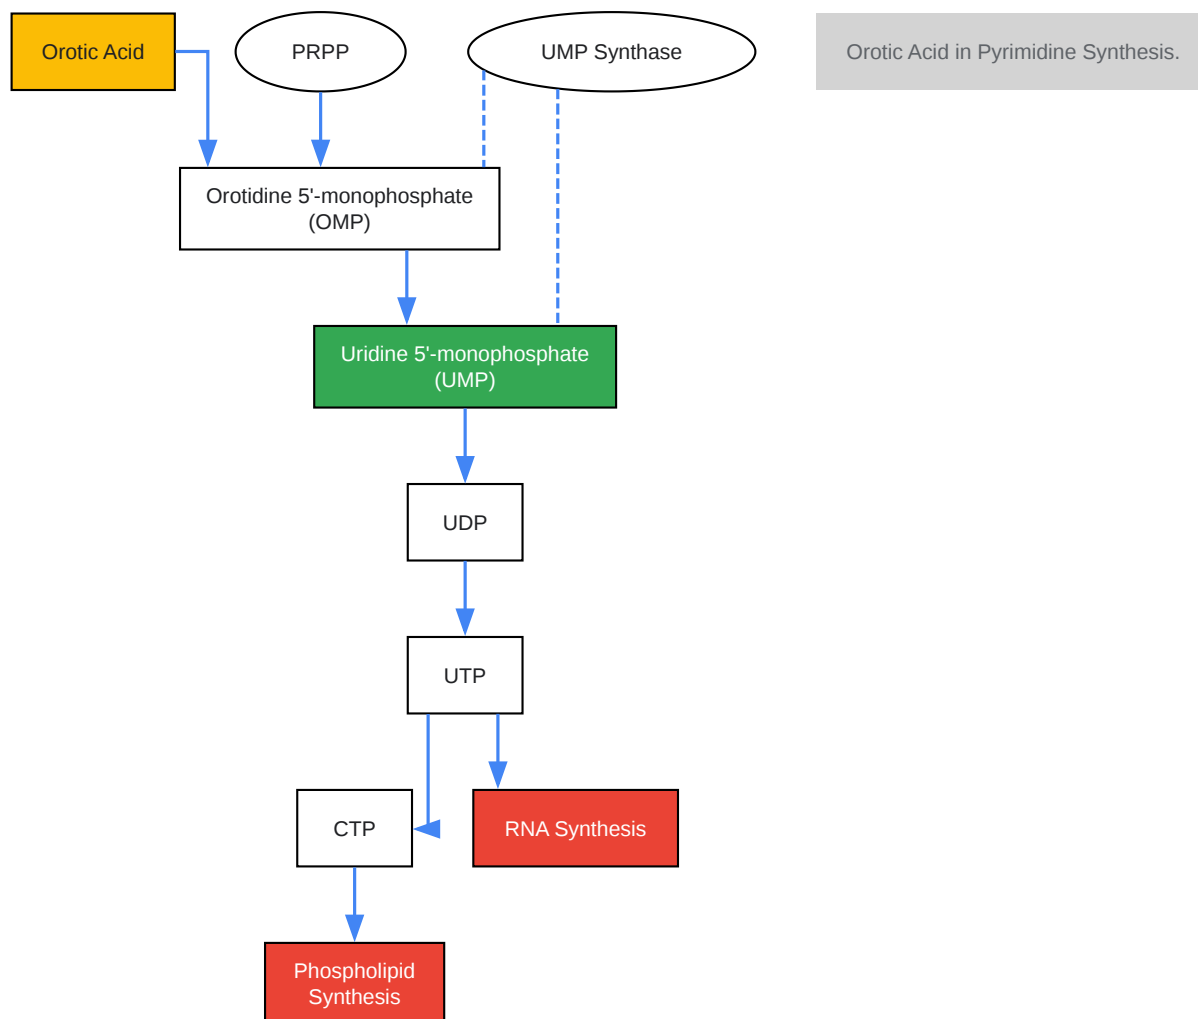 Orotic Acid
PRPP
UMP Synthase
Orotic Acid in Pyrimidine Synthesis.
Orotidine 5'-monophosphate
(OMP)
Uridine 5'-monophosphate
(UMP)
UDP
UTP
CTP
RNA Synthesis
Phospholipid
Synthesis